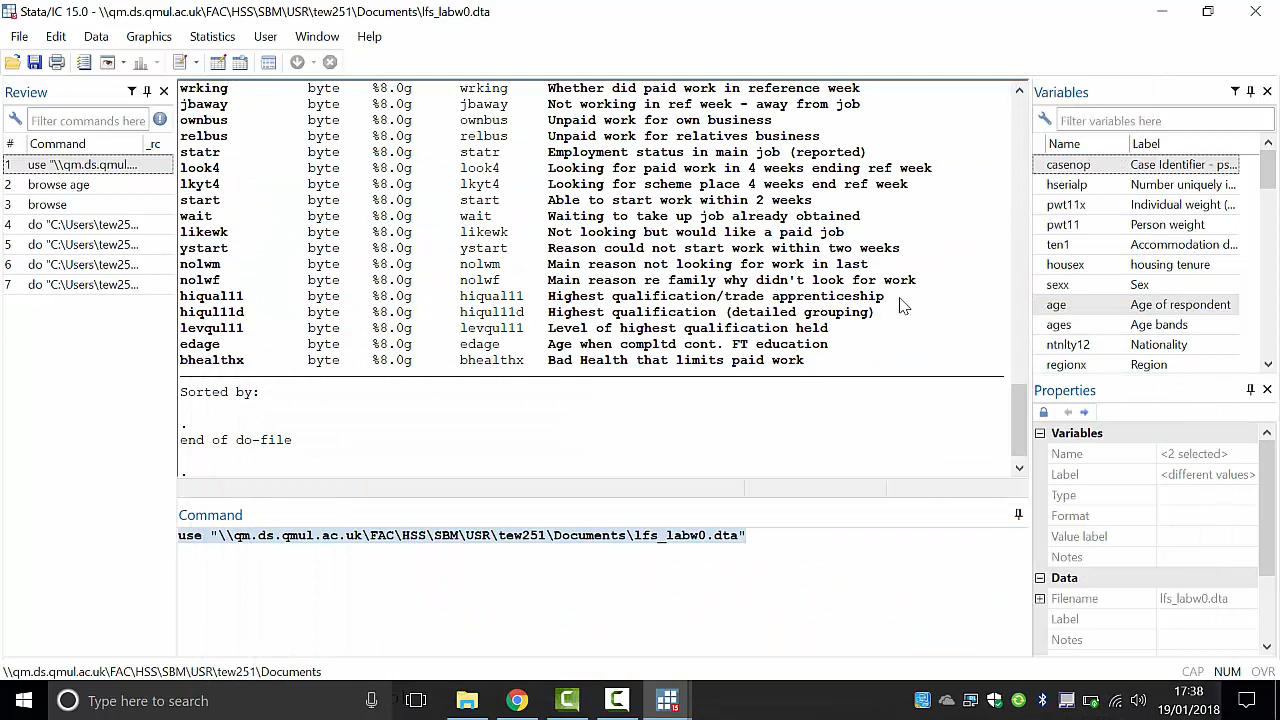 Stata/IC 15.0 - \\qm.ds.qmul.ac.uk\FAC\HSS\SBM\USR\tew251\Documents\lfs_labw0.dta
File Edit Data Graphics Statistics User Window Help
Review
Filter commands here
# Command _rc
1 use "\\qm.ds.qmul....
2 browse age
3 browse
4 do "C:\Users\tew25...
5 do "C:\Users\tew25...
6 do "C:\Users\tew25...
7 do "C:\Users\tew25...
wrking byte %8.0g wrking Whether did paid work in reference week
jbaway byte %8.0g jbaway Not working in ref week - away from job
ownbus byte %8.0g ownbus Unpaid work for own business
relbus byte %8.0g relbus Unpaid work for relatives business
statr byte %8.0g statr Employment status in main job (reported)
look4 byte %8.0g look4 Looking for paid work in 4 weeks ending ref week
lkyt4 byte %8.0g lkyt4 Looking for scheme place 4 weeks end ref week
start byte %8.0g start Able to start work within 2 weeks
wait byte %8.0g wait Waiting to take up job already obtained
likewk byte %8.0g likewk Not looking but would like a paid job
ystart byte %8.0g ystart Reason could not start work within two weeks
nolwm byte %8.0g nolwm Main reason not looking for work in last
nolwf byte %8.0g nolwf Main reason re family why didn't look for work
hiqual11 byte %8.0g hiqual11 Highest qualification/trade apprenticeship
hiqul11d byte %8.0g hiqul11d Highest qualification (detailed grouping)
levqul11 byte %8.0g levqul11 Level of highest qualification held
edage byte %8.0g edage Age when compltd cont. FT education
bhealthx byte %8.0g bhealthx Bad Health that limits paid work
Sorted by:
.
end of do-file
.
Command
use "\\qm.ds.qmul.ac.uk\FAC\HSS\SBM\USR\tew251\Documents\lfs_labw0.dta"
Variables
Filter variables here
Name Label
casenop Case Identifier - ps...
hserialp Number uniquely i...
pwt11x Individual weight (...
pwt11 Person weight
ten1 Accommodation d...
housex housing tenure
sexx Sex
age Age of respondent
ages Age bands
ntnlty12 Nationality
regionx Region
Properties
Variables
Name <2 selected>
Label <different values>
Type
Format
Value label
Notes
Data
Filename lfs_labw0.dta
Label
Notes
\\qm.ds.qmul.ac.uk\FAC\HSS\SBM\USR\tew251\Documents
CAP NUM OVR
Type here to search
15
17:38
19/01/2018